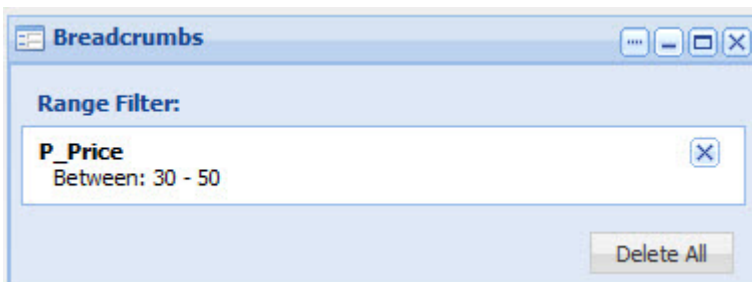 Breadcrumbs
Range Filter:
P_Price
Between: 30 - 50
Delete All